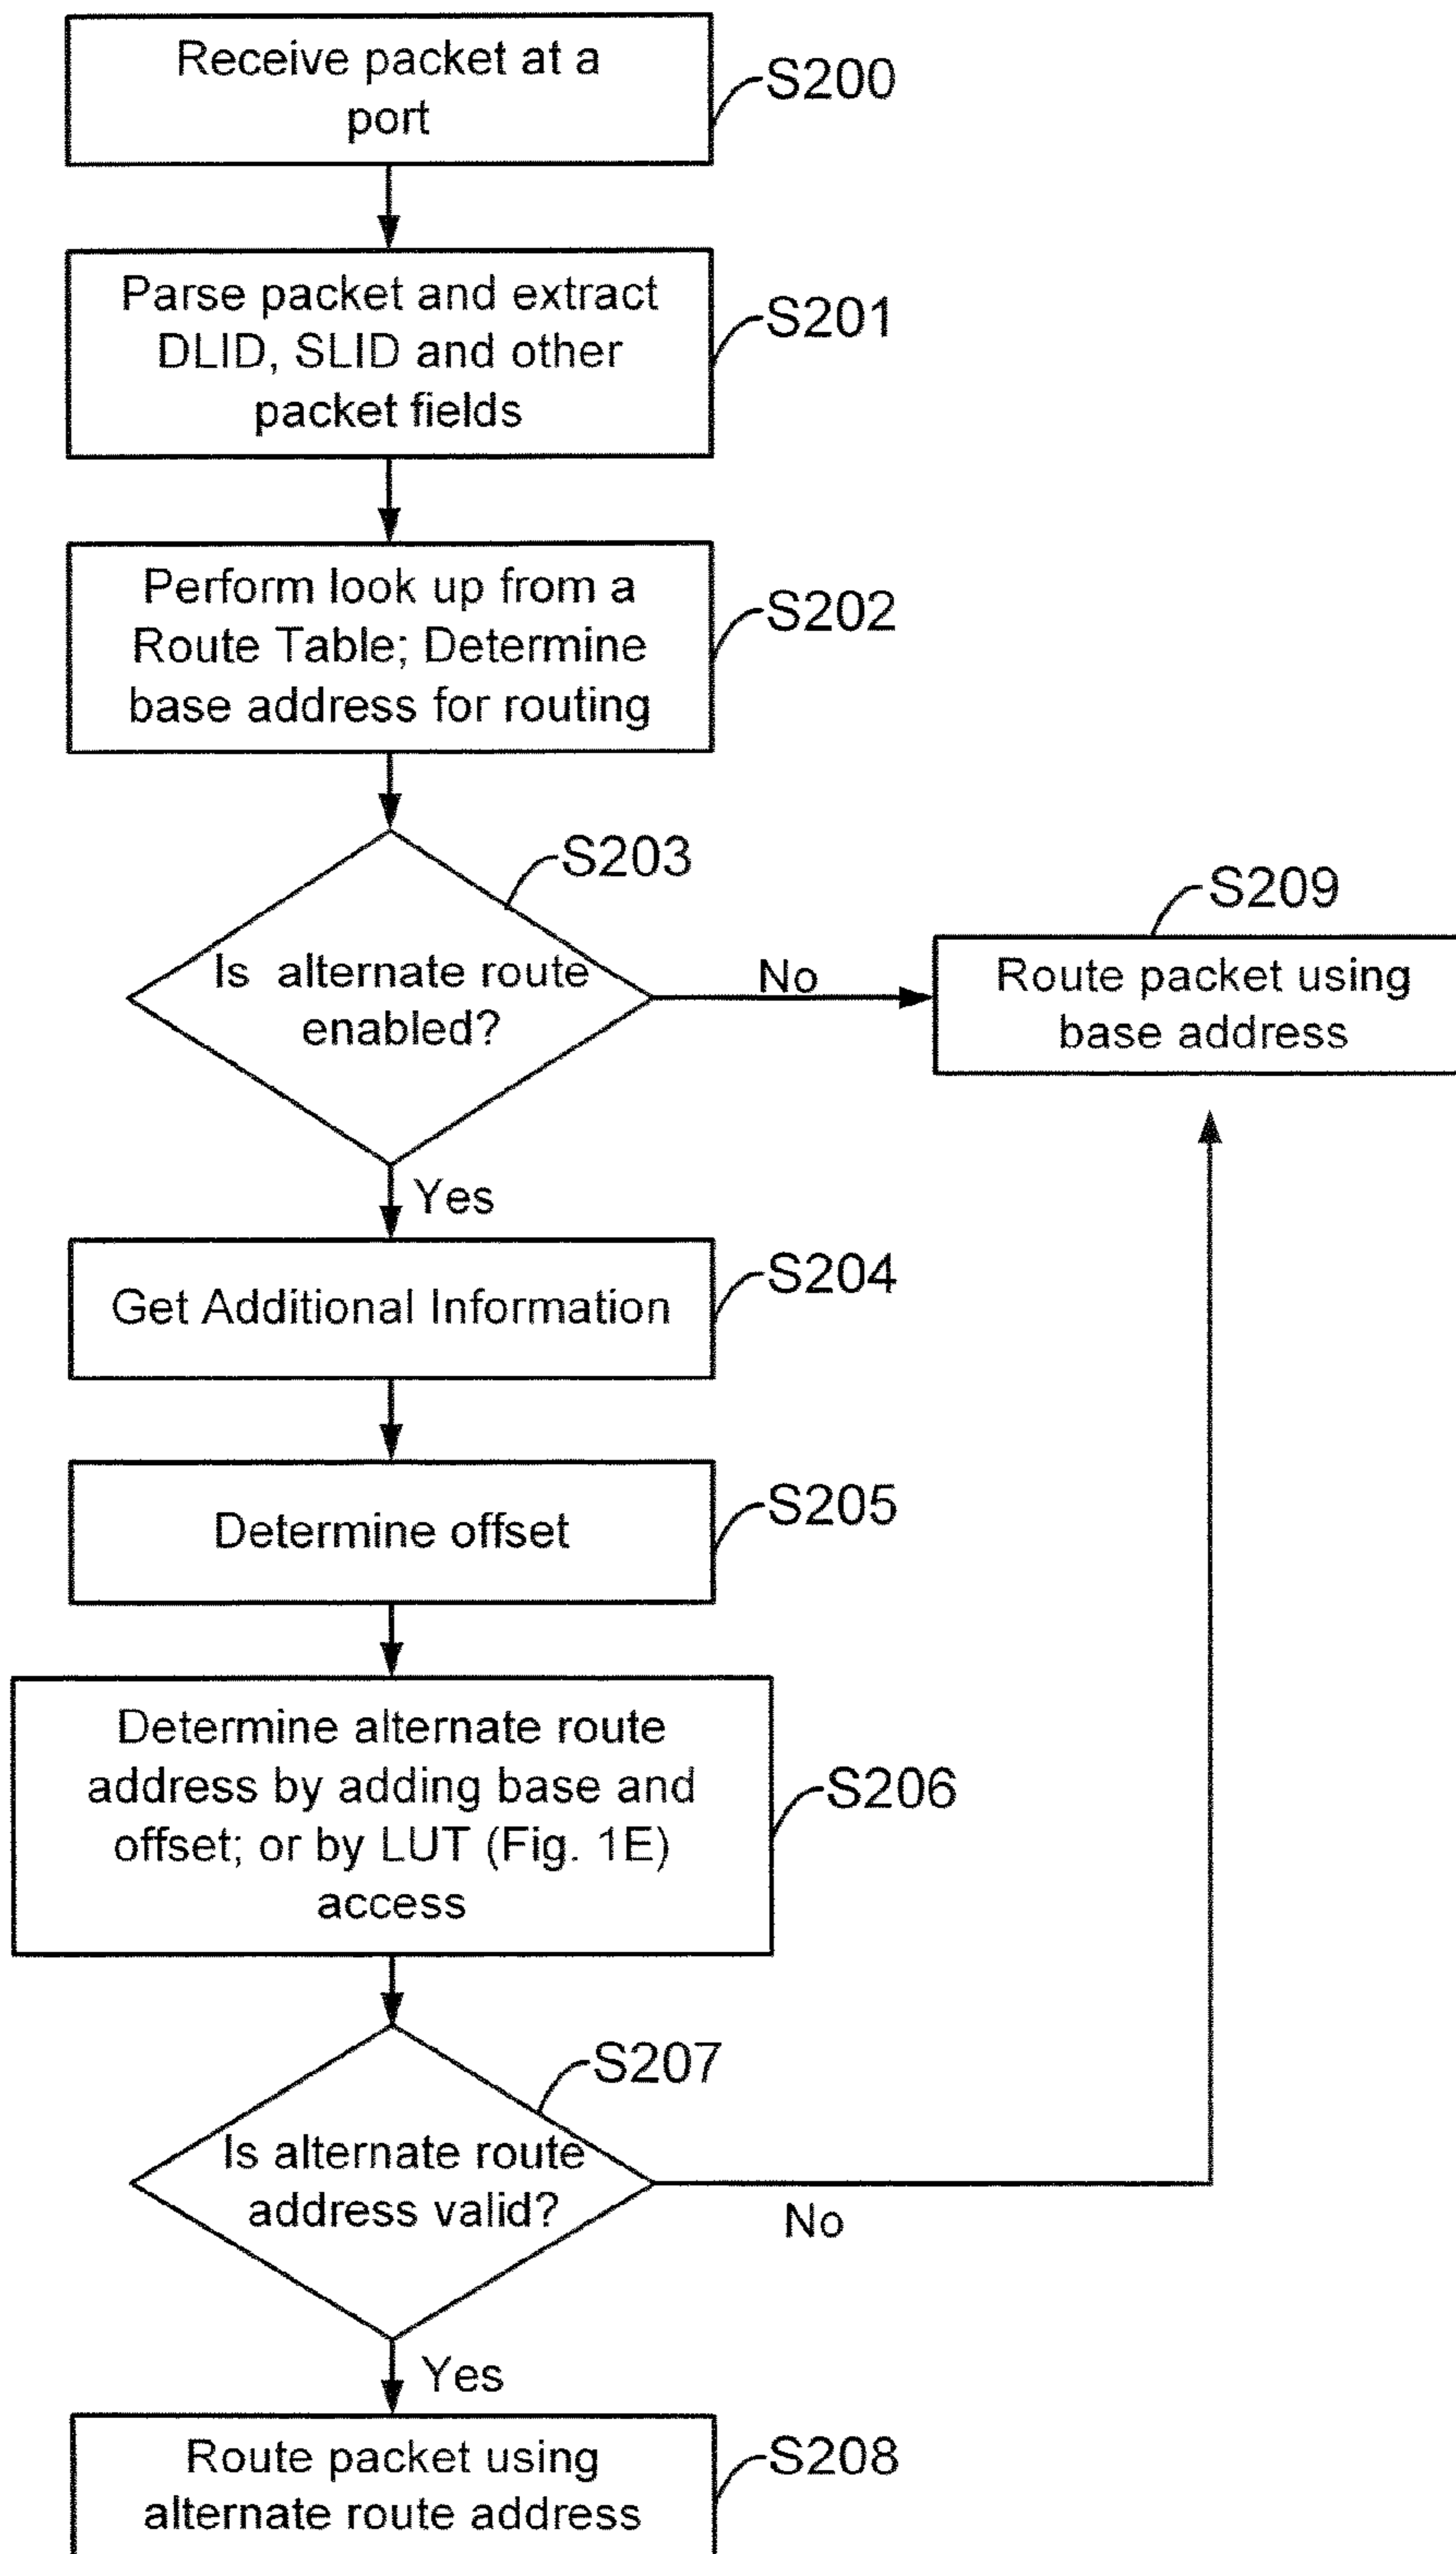 Receive packet at a
port
S200
Parse packet and extract
DLID, SLID and other
packet fields
S201
Perform look up from a
Route Table; Determine
base address for routing
S202
S203
Is alternate route
enabled?
No
S209
Route packet using
base address
Yes
Get Additional Information
S204
Determine offset
S205
Determine alternate route
address by adding base and
offset; or by LUT (Fig. 1E)
access
S206
S207
Is alternate route
address valid?
No
Yes
Route packet using
alternate route address
S208